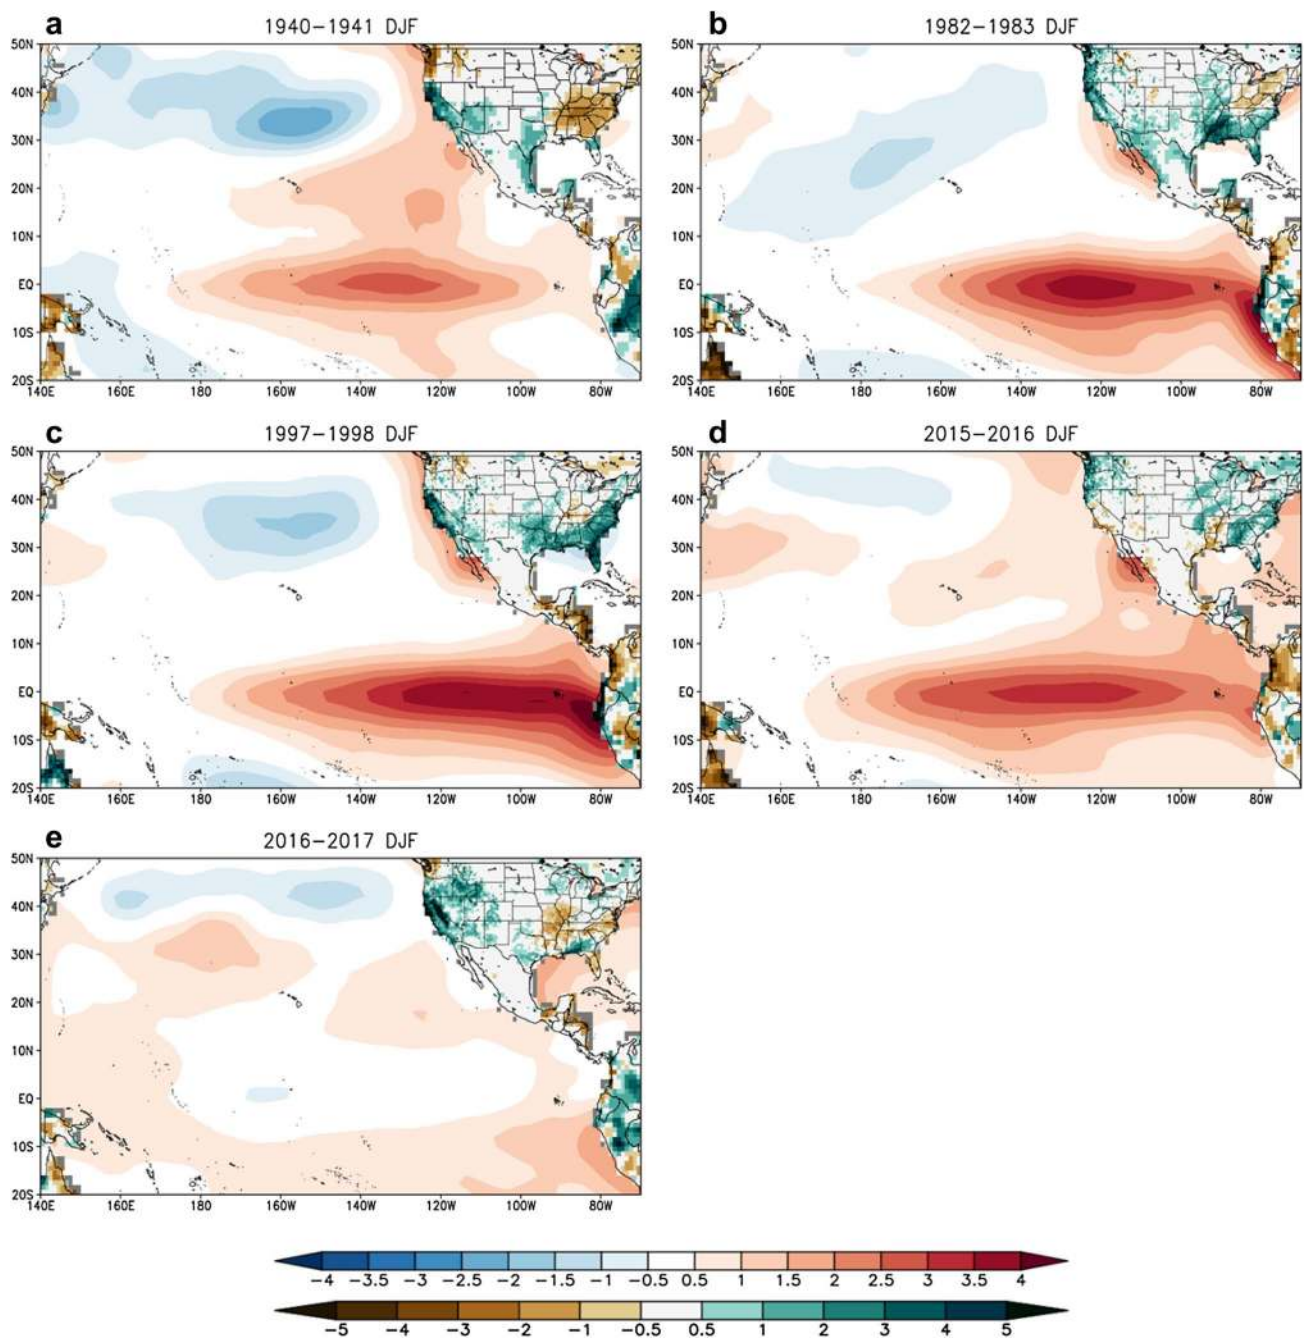 a 1940–1941 DJF
b 1982–1983 DJF
50N
40N
30N
20N
10N
EQ
10S
20S
140E 160E 180 160W 140W 120W 100W 80W
50N
40N
30N
20N
10N
EQ
10S
20S
140E 160E 180 160W 140W 120W 100W 80W
c 1997–1998 DJF
d 2015–2016 DJF
50N
40N
30N
20N
10N
EQ
10S
20S
140E 160E 180 160W 140W 120W 100W 80W
50N
40N
30N
20N
10N
EQ
10S
20S
140E 160E 180 160W 140W 120W 100W 80W
e 2016–2017 DJF
50N
40N
30N
20N
10N
EQ
10S
20S
140E 160E 180 160W 140W 120W 100W 80W
−4 −3.5 −3 −2.5 −2 −1.5 −1 −0.5 0.5 1 1.5 2 2.5 3 3.5 4
−5 −4 −3 −2 −1 −0.5 0.5 1 2 3 4 5